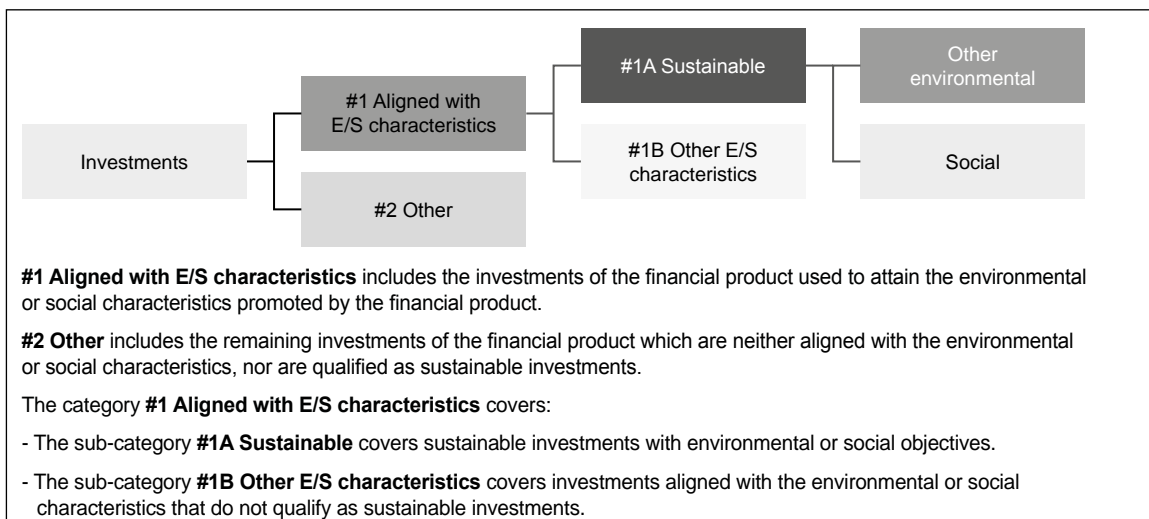 Investments
#1 Aligned with
E/S characteristics
#2 Other
#1A Sustainable
#1B Other E/S
characteristics
Other
environmental
Social
#1 Aligned with E/S characteristics includes the investments of the financial product used to attain the environmental
or social characteristics promoted by the financial product.
#2 Other includes the remaining investments of the financial product which are neither aligned with the environmental
or social characteristics, nor are qualified as sustainable investments.
The category #1 Aligned with E/S characteristics covers:
- The sub-category #1A Sustainable covers sustainable investments with environmental or social objectives.
- The sub-category #1B Other E/S characteristics covers investments aligned with the environmental or social
characteristics that do not qualify as sustainable investments.